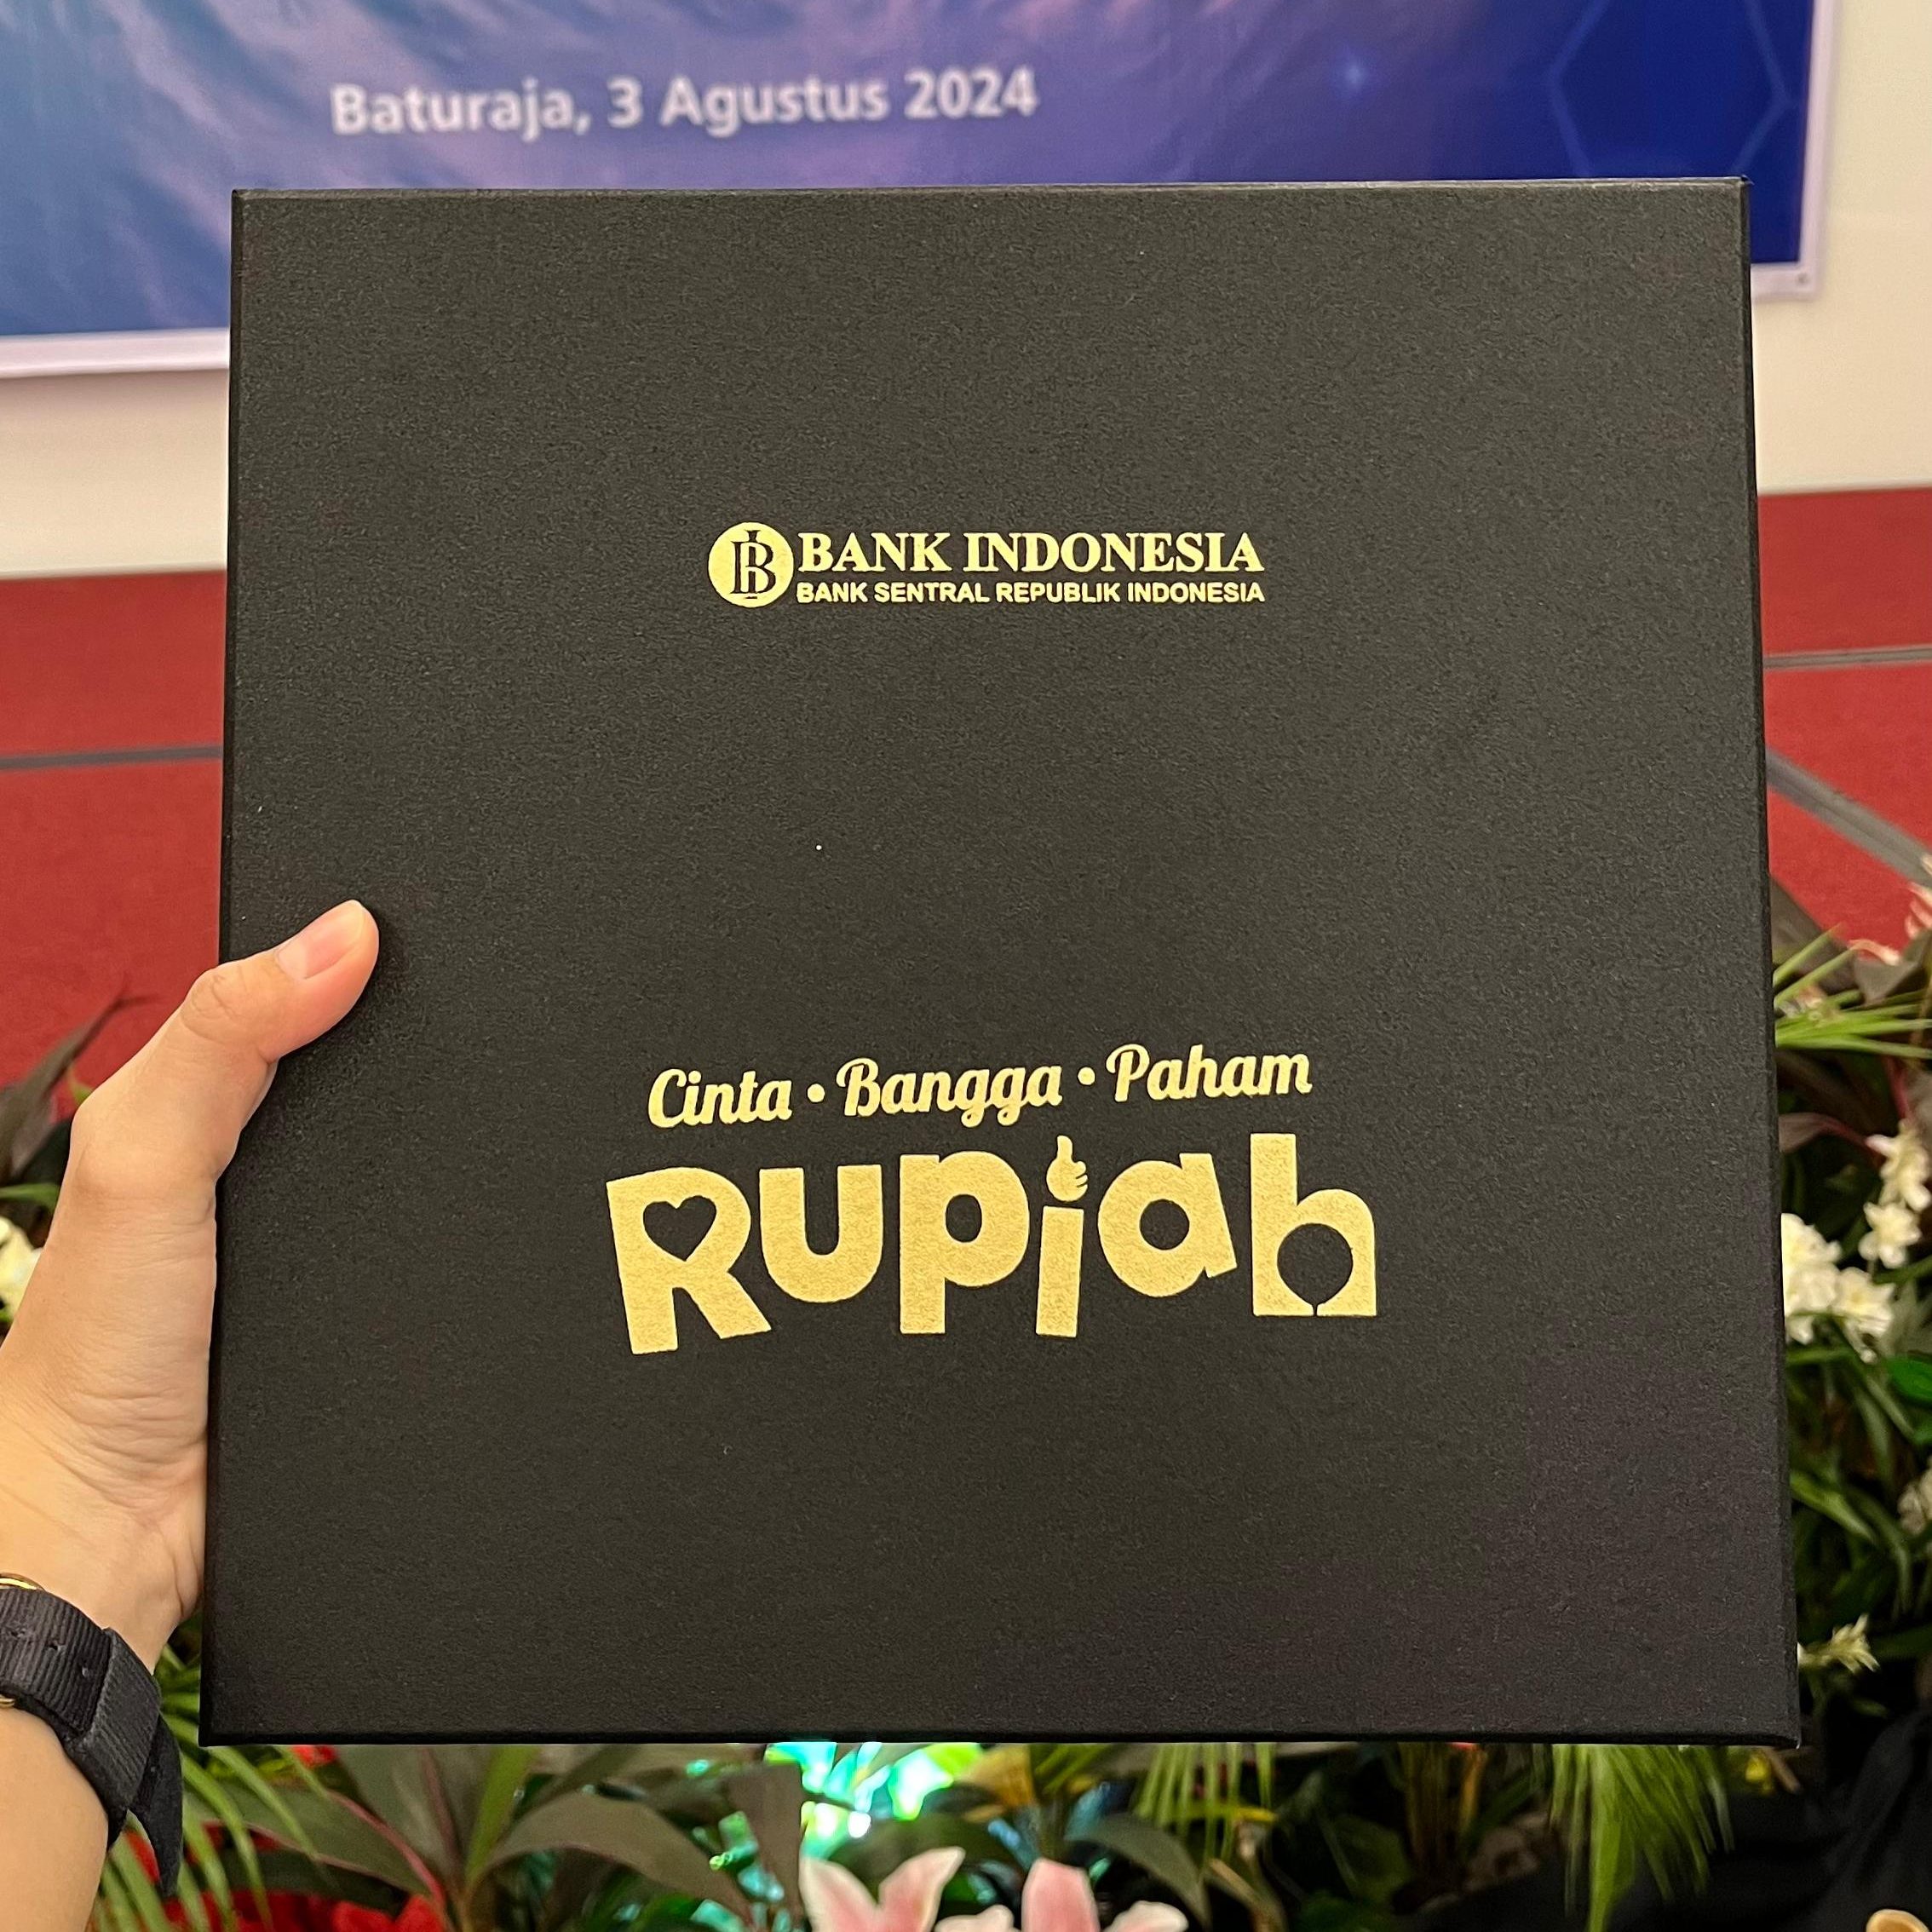 Baturaja, 3 Agustus 2024
BANK INDONESIA
BANK SENTRAL REPUBLIK INDONESIA
Cinta • Bangga • Paham
Rupiah